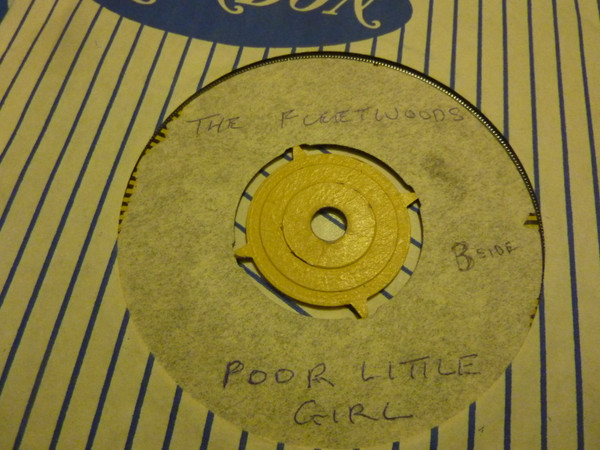 THE FLEETWOODS
B SIDE
POOR LITTLE
GIRL